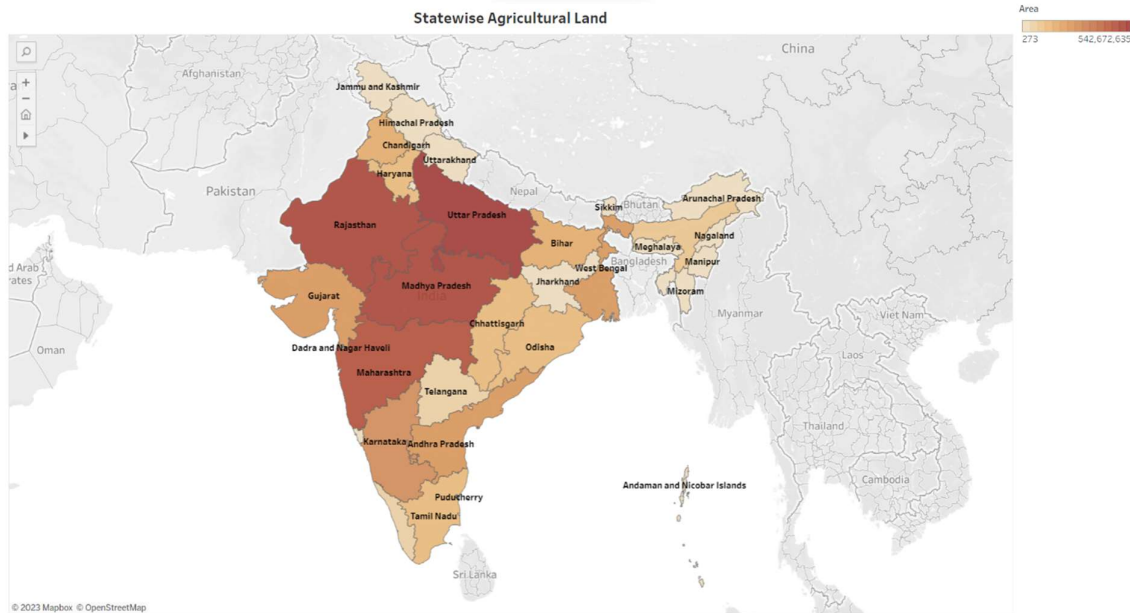 Statewise Agricultural Land
Area
273 542,672,635
China
Afghanistan
Jammu and Kashmir
Himachal Pradesh
Chandigarh
Uttarakhand
Haryana
Pakistan
Nepal
Arunachal Pradesh
Sikkim
Bhutan
Uttar Pradesh
Rajasthan
Nagaland
Bihar
Meghalaya
Manipur
Bangladesh
West Bengal
d Arab
rates
Jharkhand
Madhya Pradesh
Mizoram
Gujarat
India
Myanmar
Viet Nam
Chhattisgarh
Oman
Odisha
Dadra and Nagar Haveli
Laos
Maharashtra
Telangana
Thailand
Karnataka
Andhra Pradesh
Cambodia
Andaman and Nicobar Islands
Puducherry
Tamil Nadu
Sri Lanka
© 2023 Mapbox © OpenStreetMap